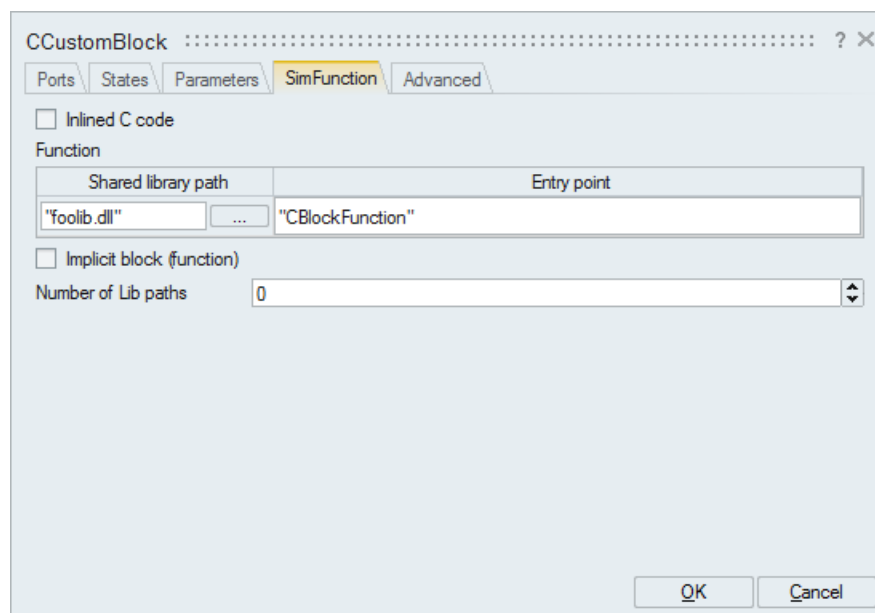 CCustomBlock ?
Ports States Parameters SimFunction Advanced
Inlined C code
Function
Shared library path Entry point
"foolib.dll" ... "CBlockFunction"
Implicit block (function)
Number of Lib paths 0
OK Cancel